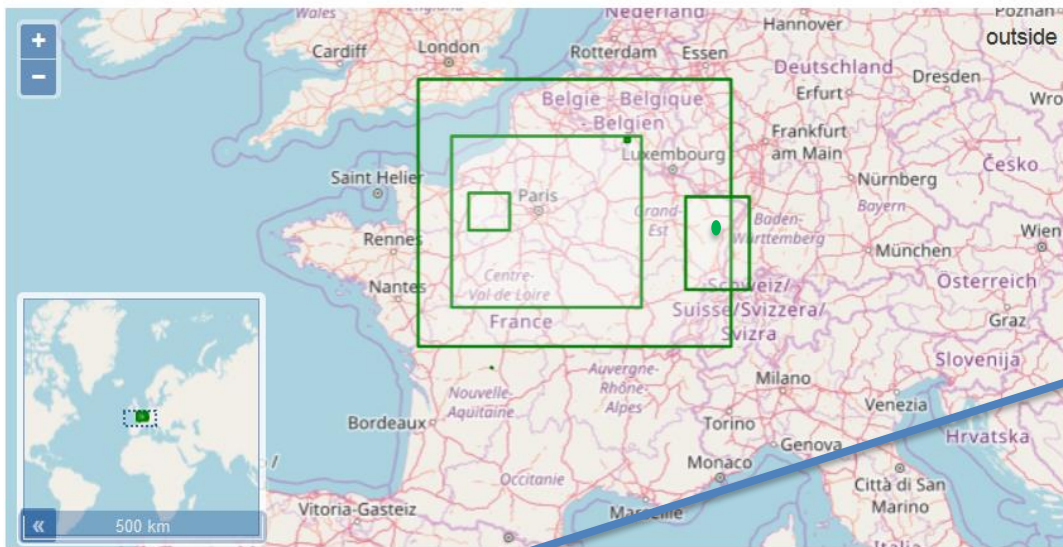 Wales
Nederland
Hannover
Poznań
outside
+
−
Cardiff
London
Rotterdam
Essen
Deutschland
Dresden
Erfurt
Wro
België - Belgique
- Belgien
Frankfurt
am Main
Luxembourg
Česko
Saint Helier
Nürnberg
Paris
Grand-
Est
Baden-
Württemberg
Bayern
Rennes
München
Wien
Centre-
Val de Loire
Nantes
Schweiz/
Suisse/Svizzera/
Svizra
Österreich
France
Graz
Slovenija
Auvergne-
Rhône-
Alpes
Nouvelle-
Aquitaine
Milano
Venezia
Bordeaux
Torino
Hrvatska
Genova
Monaco
Occitanie
Città di San
Marino
Marseille
Vitoria-Gasteiz
Italia
«
500 km